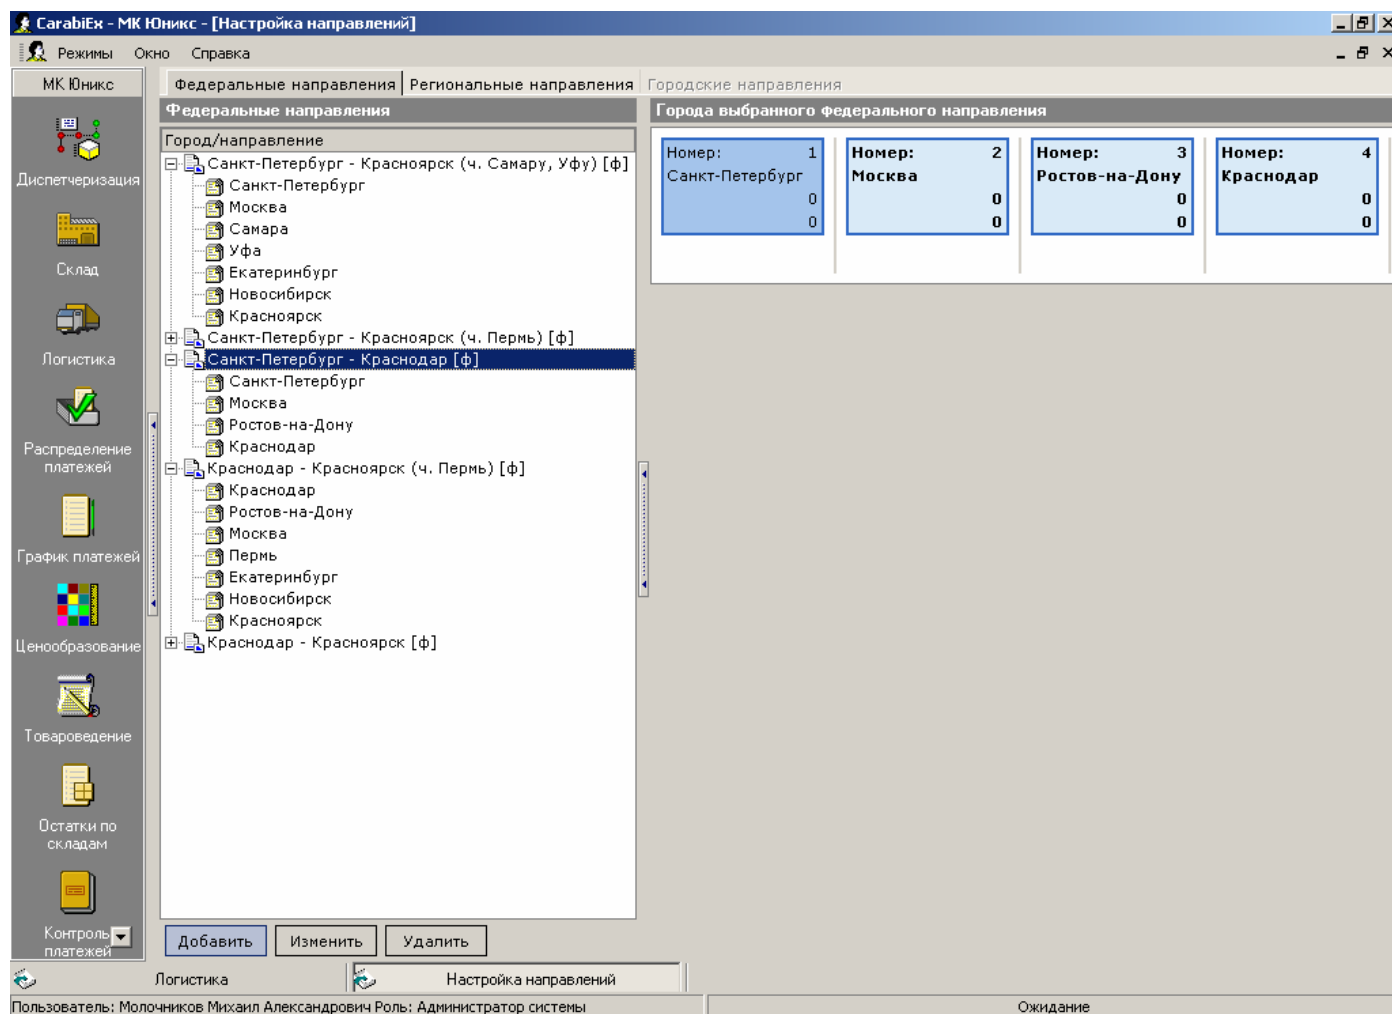 CarabiEx - МК Юникс - [Настройка направлений]
Режимы Окно Справка
МК Юникс
Диспетчеризация
Склад
Логистика
Распределение
платежей
График платежей
Ценообразование
Товароведение
Остатки по
складам
Контроль
платежей
Федеральные направления Региональные направления Городские направления
Федеральные направления
Город/направление
Санкт-Петербург - Красноярск (ч. Самару, Уфу) [ф]
Санкт-Петербург
Москва
Самара
Уфа
Екатеринбург
Новосибирск
Красноярск
Санкт-Петербург - Красноярск (ч. Пермь) [ф]
Санкт-Петербург - Краснодар [ф]
Санкт-Петербург
Москва
Ростов-на-Дону
Краснодар
Краснодар - Красноярск (ч. Пермь) [ф]
Краснодар
Ростов-на-Дону
Москва
Пермь
Екатеринбург
Новосибирск
Красноярск
Краснодар - Красноярск [ф]
Добавить Изменить Удалить
Города выбранного федерального направления
Номер: 1
Санкт-Петербург
0
0
Номер: 2
Москва
0
0
Номер: 3
Ростов-на-Дону
0
0
Номер: 4
Краснодар
0
0
Логистика Настройка направлений
Пользователь: Молочников Михаил Александрович Роль: Администратор системы Ожидание